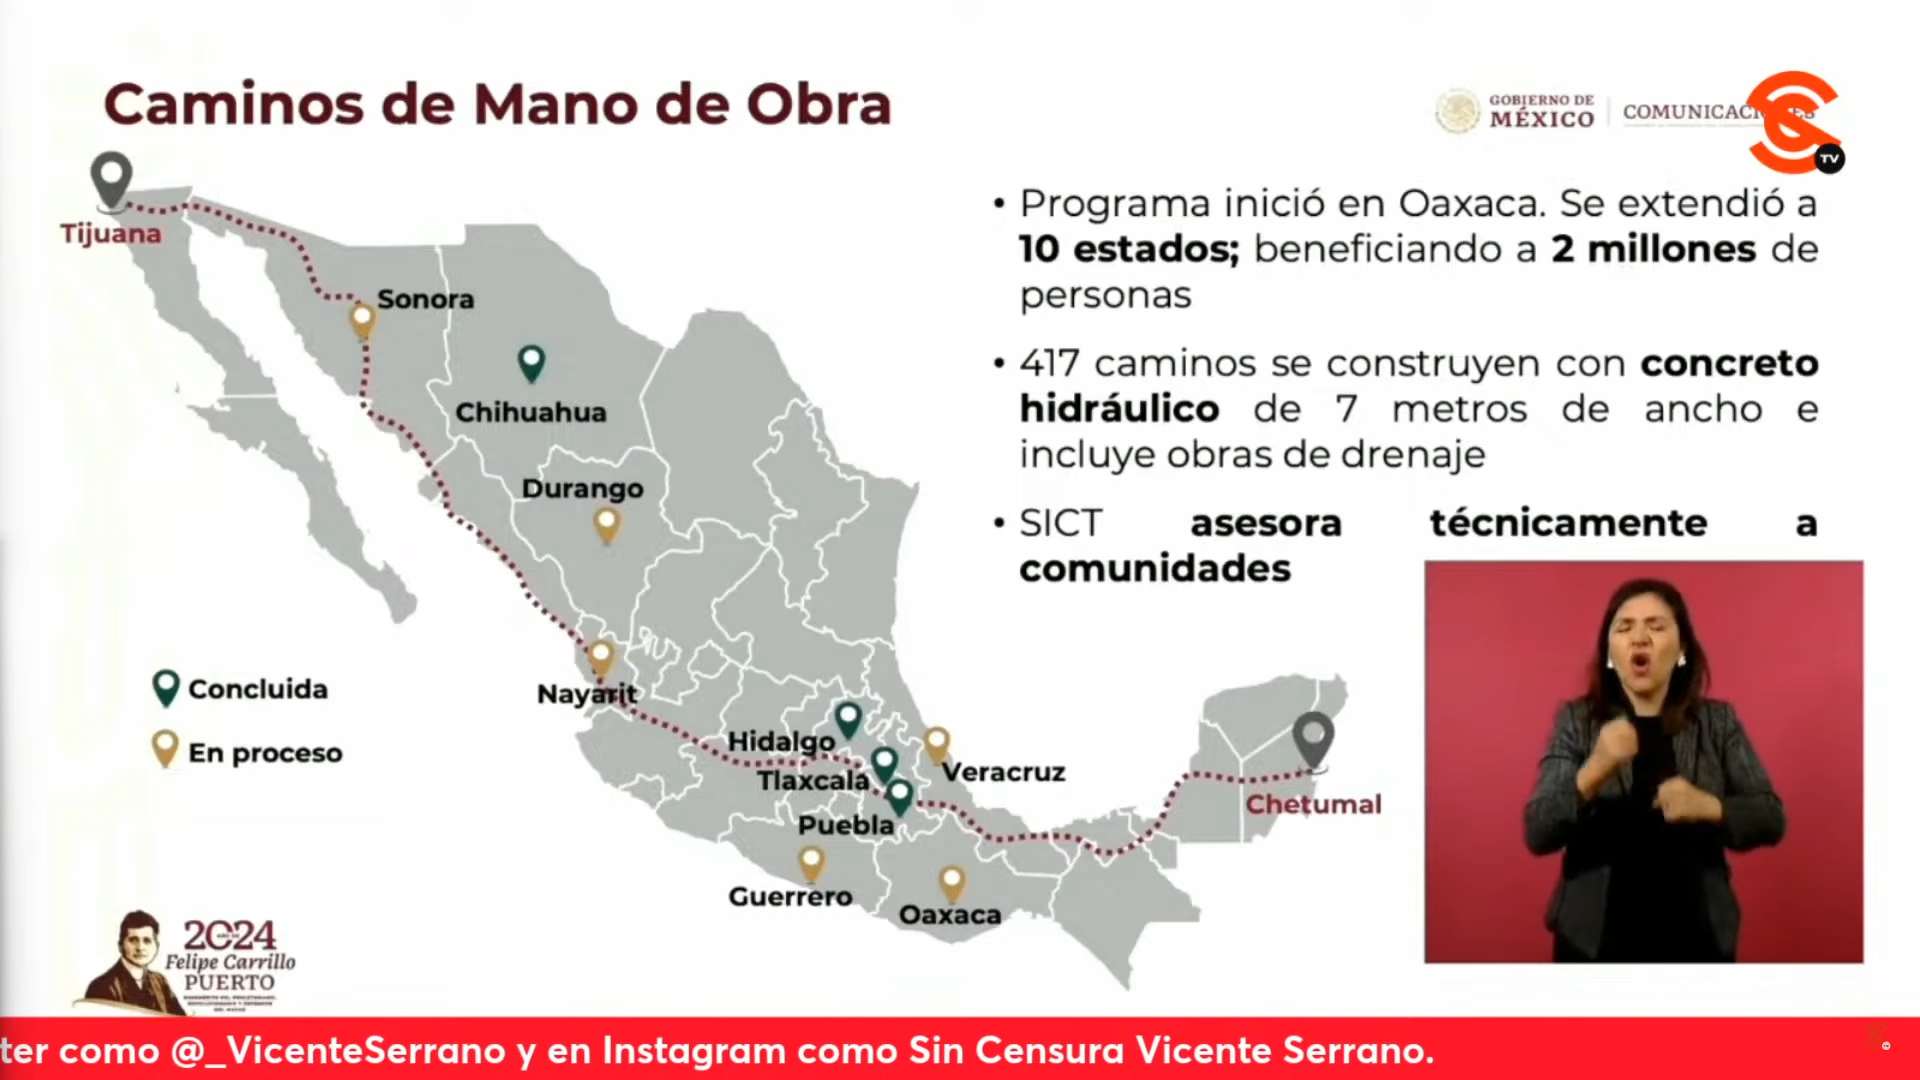 Caminos de Mano de Obra
GOBIERNO DE
MÉXICO
COMUNICACIONES
TV
Tijuana
Sonora
Chihuahua
Durango
Nayarit
Hidalgo
Tlaxcala
Puebla
Veracruz
Guerrero
Oaxaca
Chetumal
Concluida
En proceso
• Programa inició en Oaxaca. Se extendió a
10 estados; beneficiando a 2 millones de
personas
• 417 caminos se construyen con concreto
hidráulico de 7 metros de ancho e
incluye obras de drenaje
• SICT asesora técnicamente a
comunidades
2024
Felipe Carrillo
PUERTO
ter como @_VicenteSerrano y en Instagram como Sin Censura Vicente Serrano.